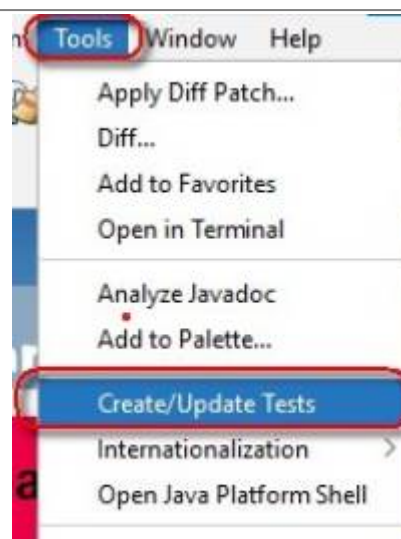 Tools Window Help
Apply Diff Patch...
Diff...
Add to Favorites
Open in Terminal
Analyze Javadoc
Add to Palette...
Create/Update Tests
Internationalization
Open Java Platform Shell